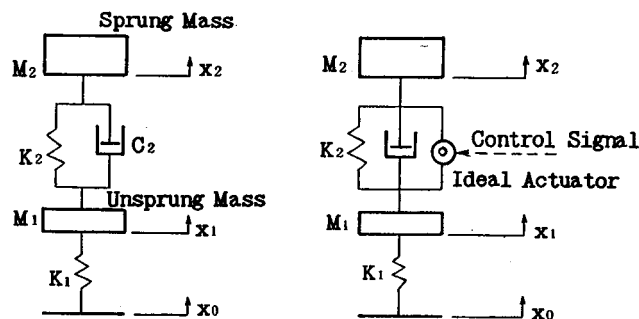 Sprung Mass
M2
x2
K2
C2
Unsprung Mass
M1
x1
K1
x0
M2
x2
K2
Control Signal
Ideal Actuator
M1
x1
K1
x0